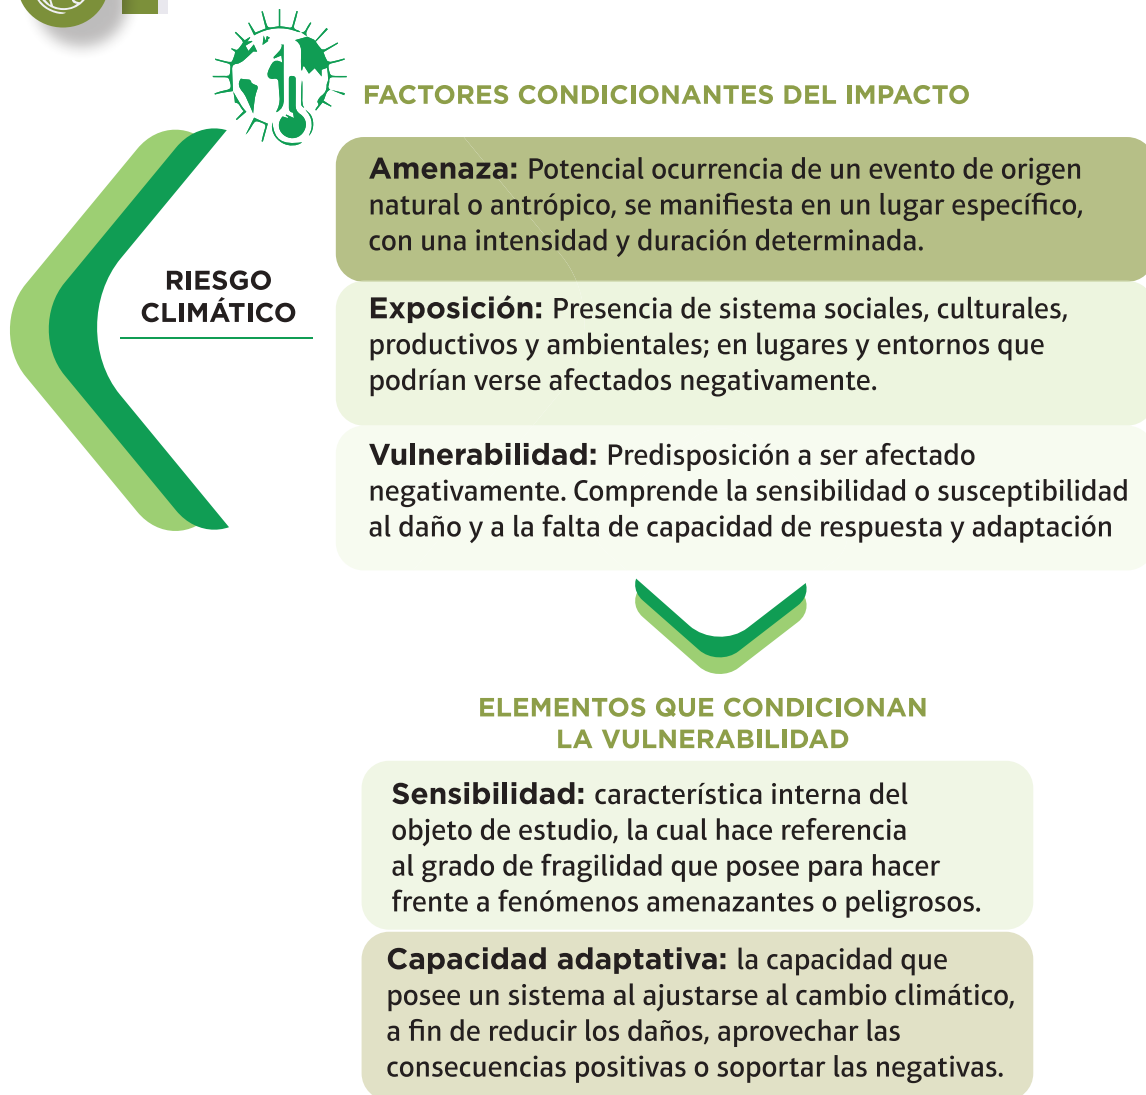 FACTORES CONDICIONANTES DEL IMPACTO
RIESGO
CLIMÁTICO
Amenaza: Potencial ocurrencia de un evento de origen
natural o antrópico, se manifiesta en un lugar específico,
con una intensidad y duración determinada.
Exposición: Presencia de sistema sociales, culturales,
productivos y ambientales; en lugares y entornos que
podrían verse afectados negativamente.
Vulnerabilidad: Predisposición a ser afectado
negativamente. Comprende la sensibilidad o susceptibilidad
al daño y a la falta de capacidad de respuesta y adaptación
ELEMENTOS QUE CONDICIONAN
LA VULNERABILIDAD
Sensibilidad: característica interna del
objeto de estudio, la cual hace referencia
al grado de fragilidad que posee para hacer
frente a fenómenos amenazantes o peligrosos.
Capacidad adaptativa: la capacidad que
posee un sistema al ajustarse al cambio climático,
a fin de reducir los daños, aprovechar las
consecuencias positivas o soportar las negativas.